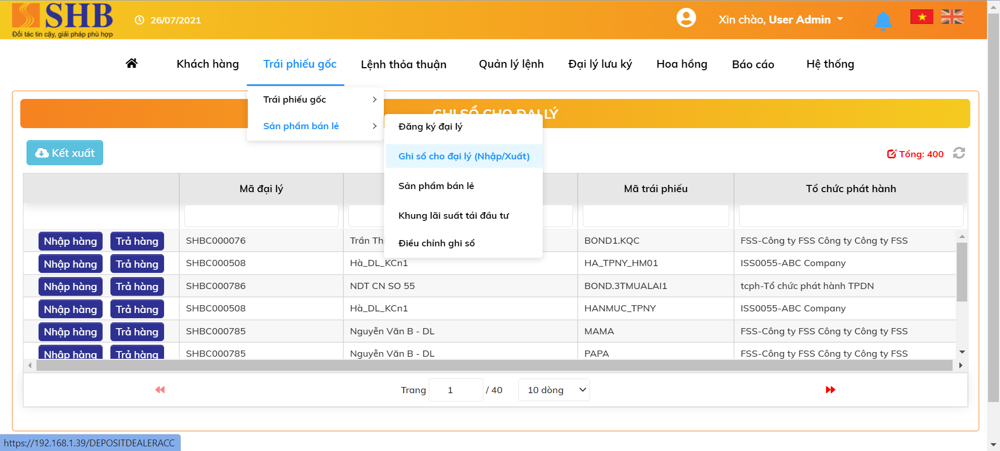 SHB
Đối tác tin cậy, giải pháp phù hợp
26/07/2021
Xin chào, User Admin
Khách hàng
Trái phiếu gốc
Lệnh thỏa thuận
Quản lý lệnh
Đại lý lưu ký
Hoa hồng
Báo cáo
Hệ thống
Trái phiếu gốc
Sản phẩm bán lẻ
GHI SỔ CHO ĐẠI LÝ
Đăng ký đại lý
Ghi sổ cho đại lý (Nhập/Xuất)
Sản phẩm bán lẻ
Khung lãi suất tái đầu tư
Điều chỉnh ghi sổ
Kết xuất
Tổng: 400
Mã đại lý Mã trái phiếu Tổ chức phát hành
Nhập hàng Trả hàng SHBC000076 Trần Th BOND1.KQC FSS-Công ty FSS Công ty Công ty FSS
Nhập hàng Trả hàng SHBC000508 Hà_DL_KCn1 HA_TPNY_HM01 ISS0055-ABC Company
Nhập hàng Trả hàng SHBC000786 NDT CN SO 55 BOND.3TMUALAI1 tcph-Tổ chức phát hành TPDN
Nhập hàng Trả hàng SHBC000508 Hà_DL_KCn1 HANMUC_TPNY ISS0055-ABC Company
Nhập hàng Trả hàng SHBC000785 Nguyễn Văn B - DL MAMA FSS-Công ty FSS Công ty Công ty FSS
Nhập hàng Trả hàng SHBC000785 Nguyễn Văn B - DL PAPA FSS-Công ty FSS Công ty Công ty FSS
Trang 1 / 40 10 dòng
https://192.168.1.39/DEPOSITDEALERACC